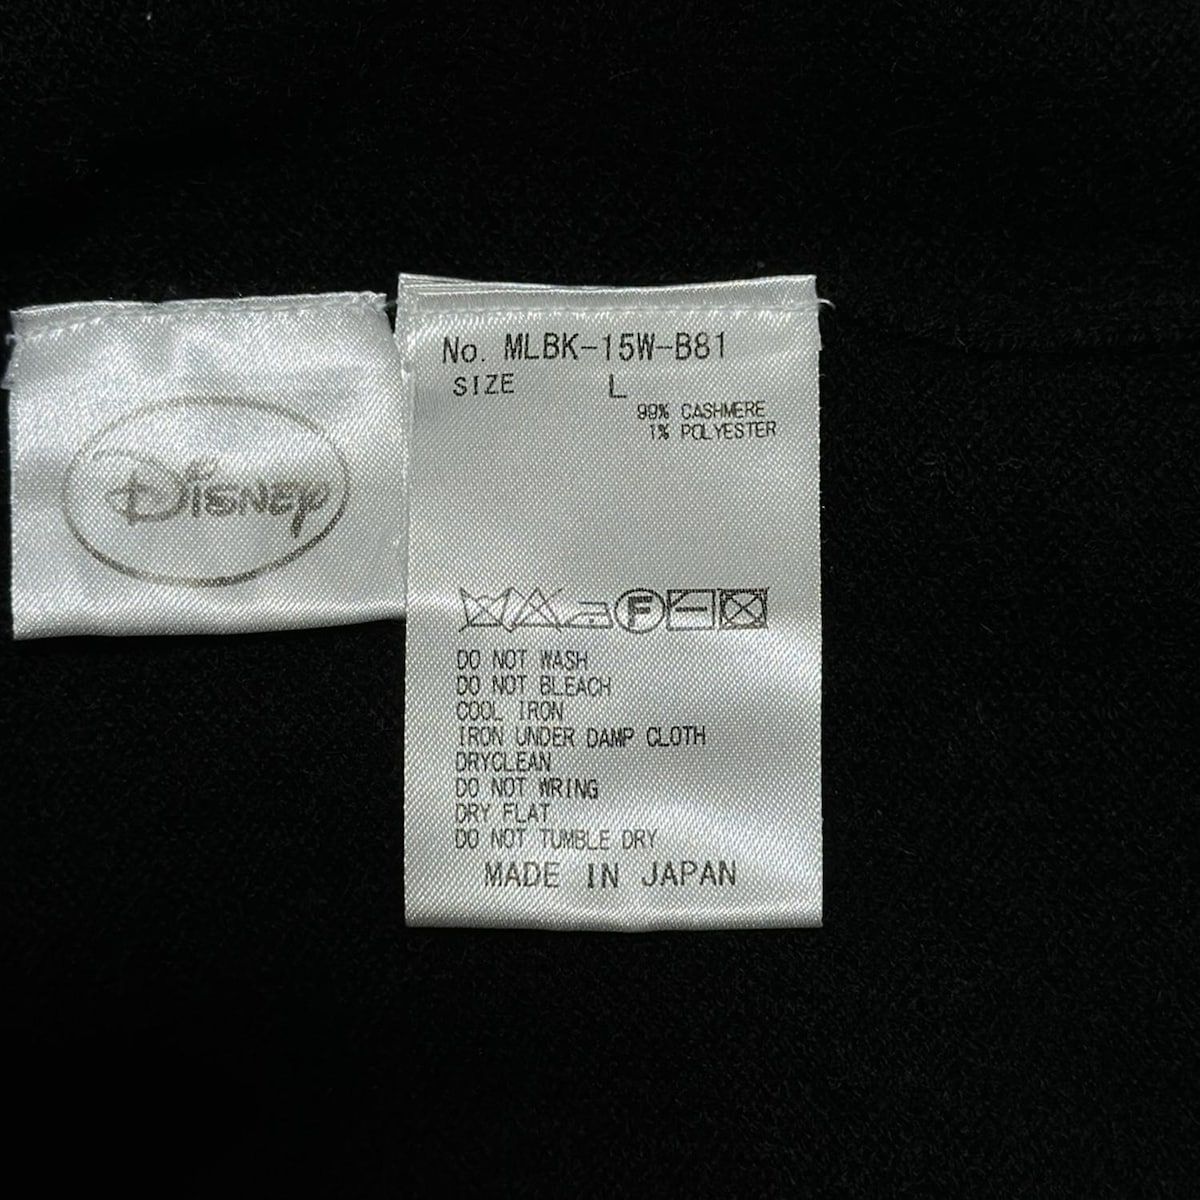 Disney
No. MLBK-15W-B81
SIZE L
99% CASHMERE
1% POLYESTER
F
DO NOT WASH
DO NOT BLEACH
COOL IRON
IRON UNDER DAMP CLOTH
DRYCLEAN
DO NOT WRING
DRY FLAT
DO NOT TUMBLE DRY
MADE IN JAPAN